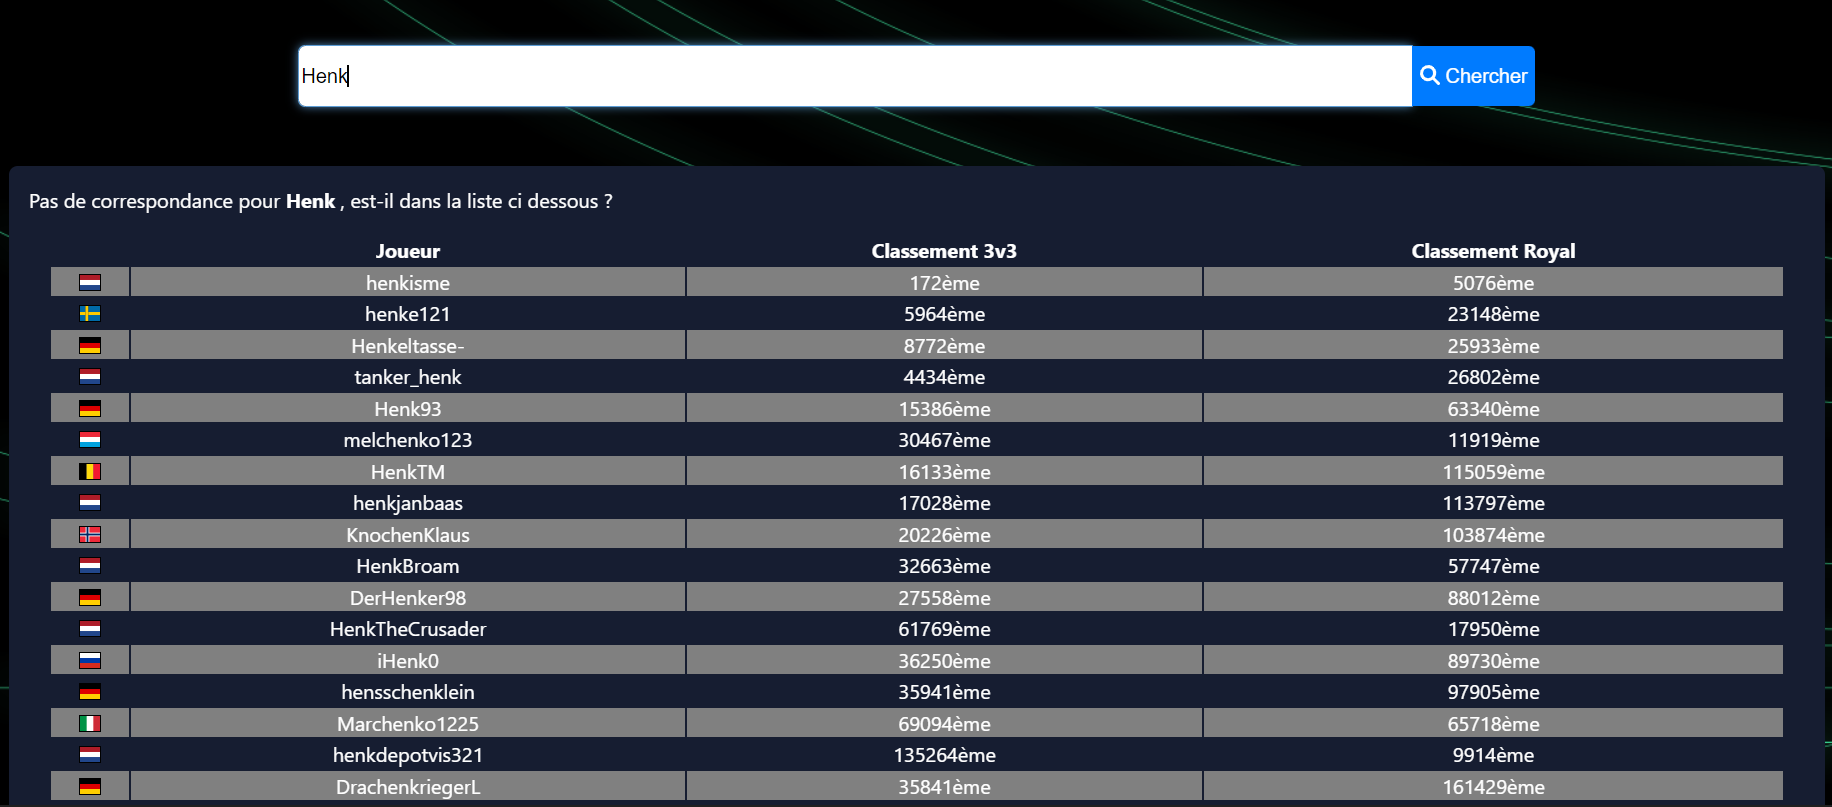 Henk
Chercher
Pas de correspondance pour Henk , est-il dans la liste ci dessous ?
Joueur Classement 3v3 Classement Royal
henkisme 172ème 5076ème
henke121 5964ème 23148ème
Henkeltasse- 8772ème 25933ème
tanker_henk 4434ème 26802ème
Henk93 15386ème 63340ème
melchenko123 30467ème 11919ème
HenkTM 16133ème 115059ème
henkjanbaas 17028ème 113797ème
KnochenKlaus 20226ème 103874ème
HenkBroam 32663ème 57747ème
DerHenker98 27558ème 88012ème
HenkTheCrusader 61769ème 17950ème
iHenk0 36250ème 89730ème
hensschenklein 35941ème 97905ème
Marchenko1225 69094ème 65718ème
henkdepotvis321 135264ème 9914ème
DrachenkriegerL 35841ème 161429ème